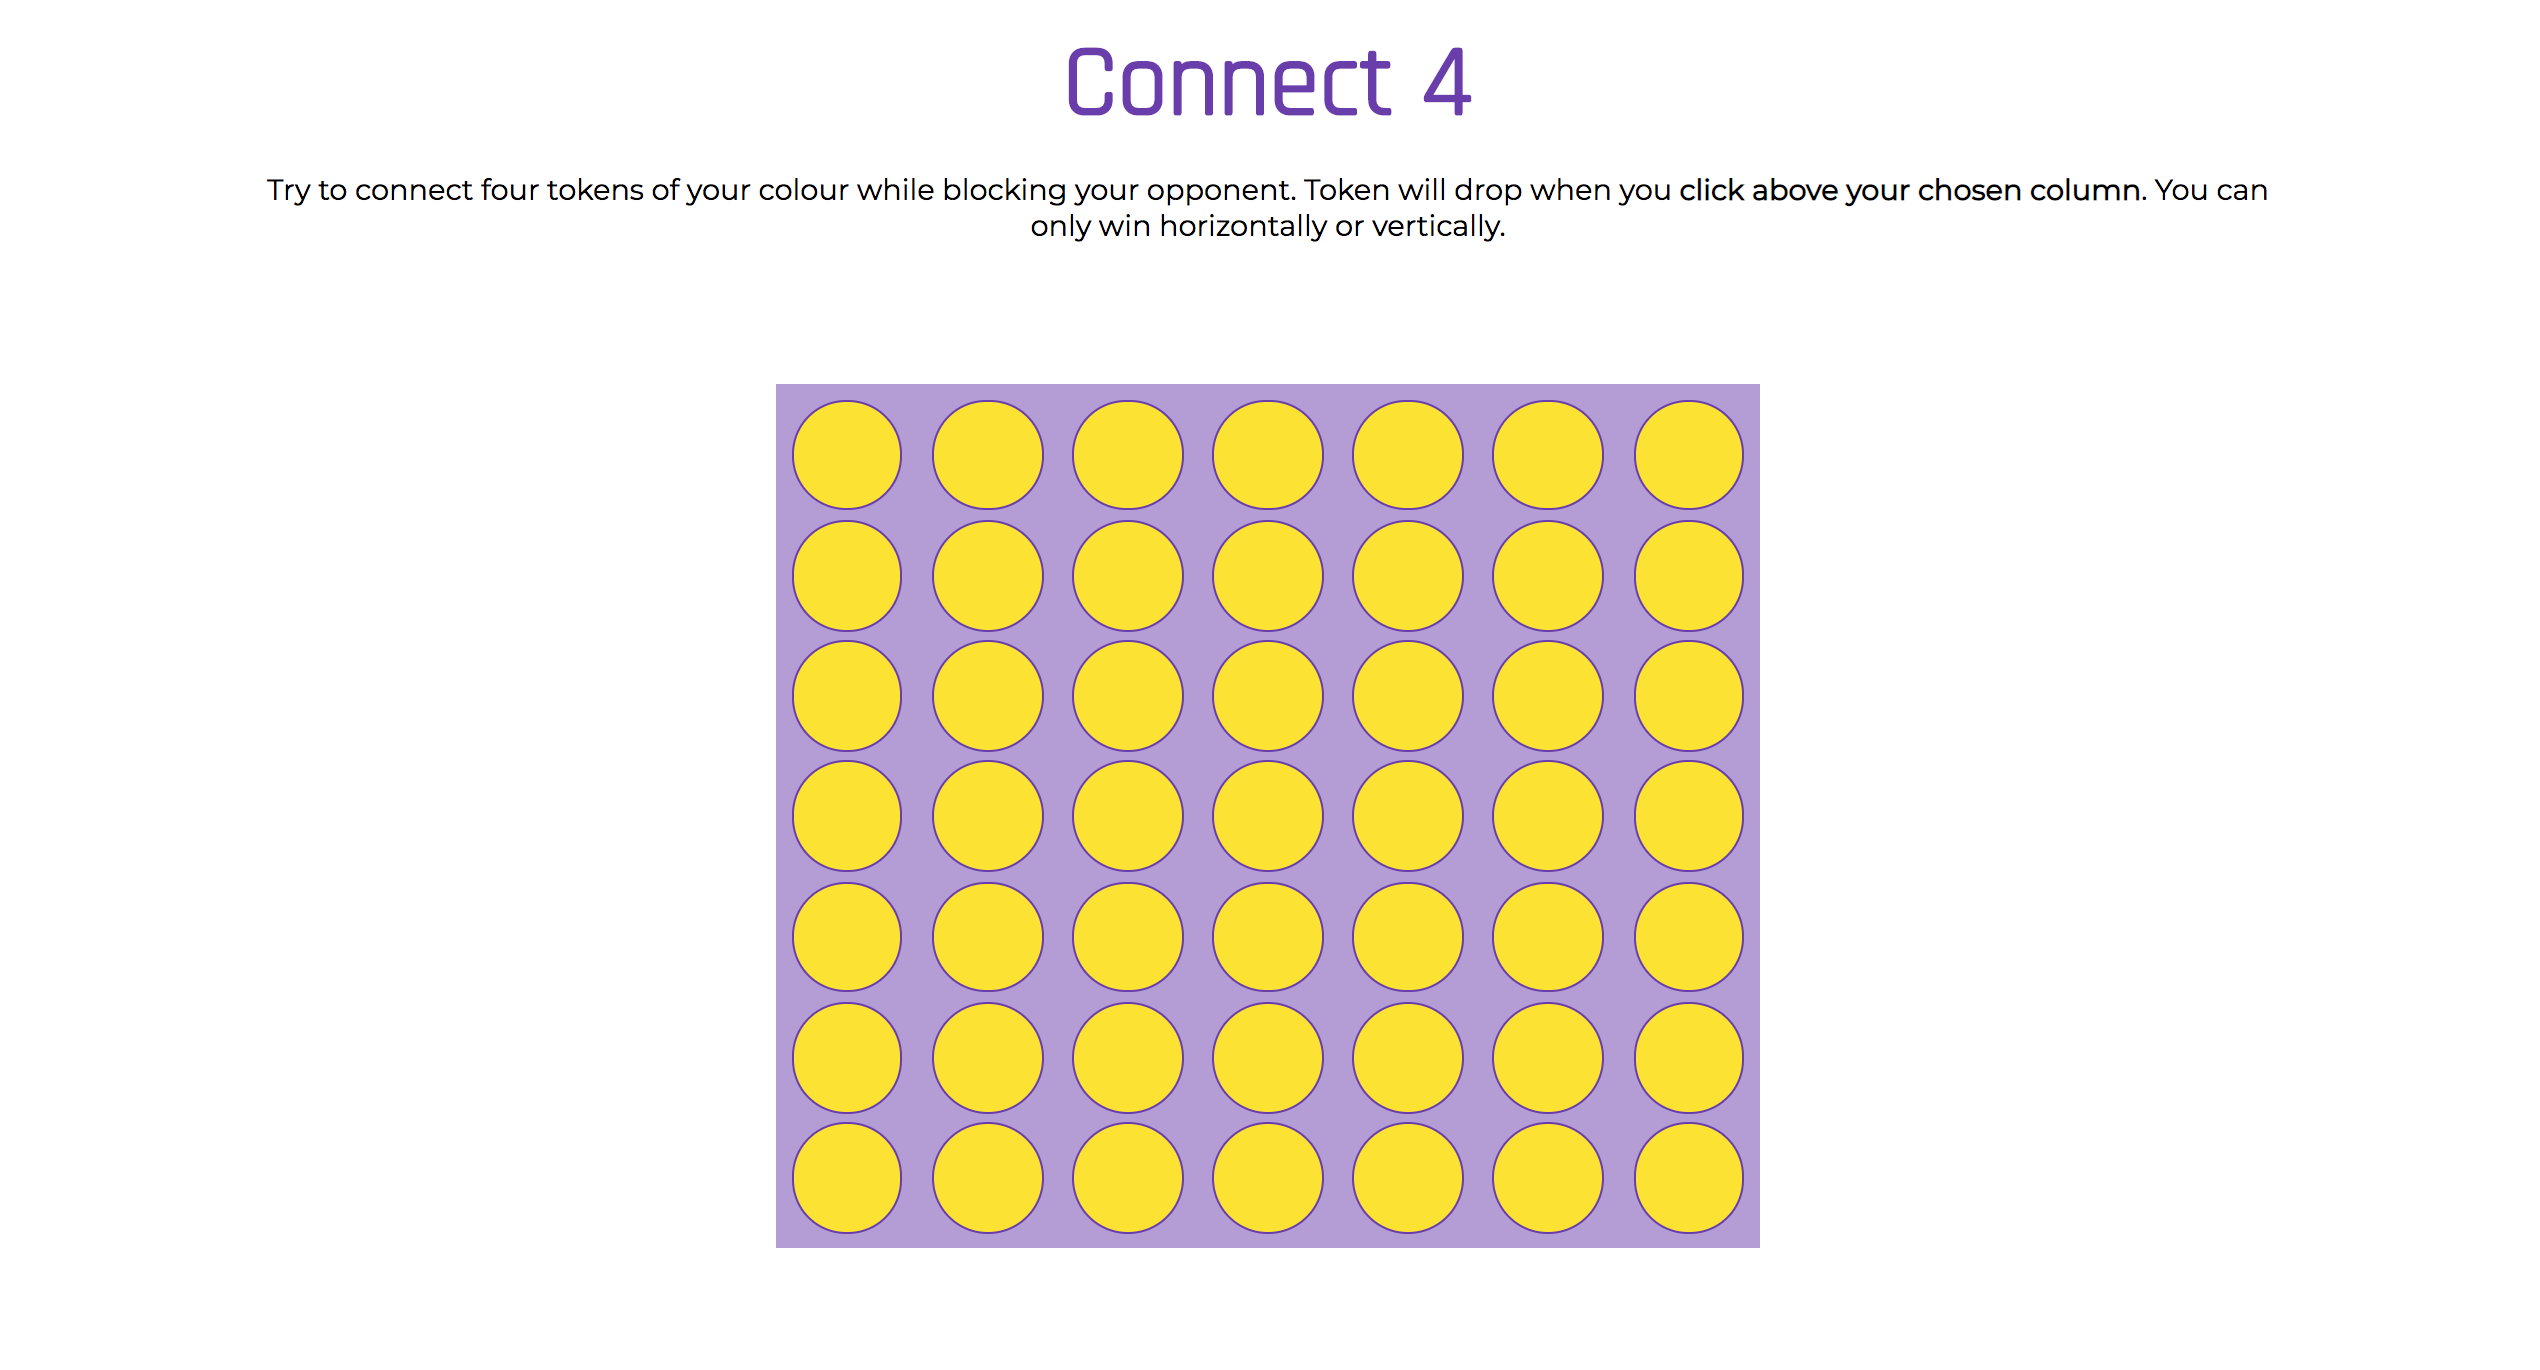 Connect 4
Try to connect four tokens of your colour while blocking your opponent. Token will drop when you click above your chosen column. You can
only win horizontally or vertically.